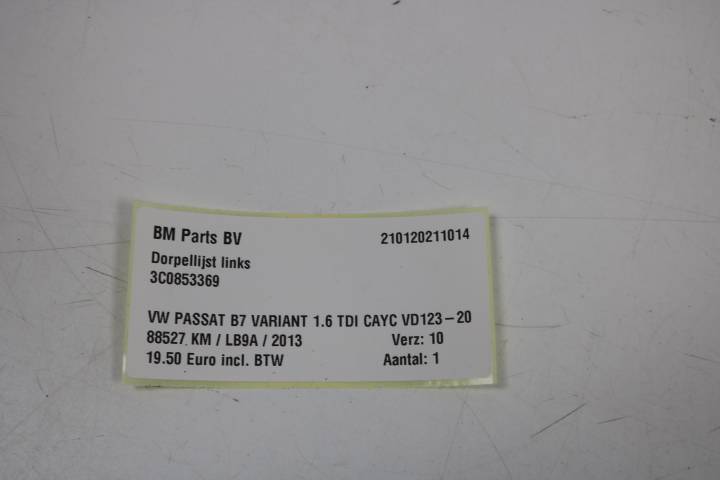 BM Parts BV 210120211014
Dorpellijst links
3C0853369
VW PASSAT B7 VARIANT 1.6 TDI CAYC VD123-20
88527 KM / LB9A / 2013 Verz: 10
19.50 Euro incl. BTW Aantal: 1